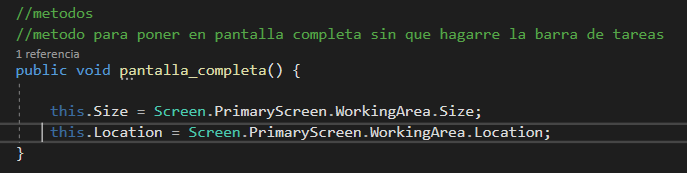 //metodos
//metodo para poner en pantalla completa sin que hagarre la barra de tareas
1 referencia
public void pantalla_completa() {
this.Size = Screen.PrimaryScreen.WorkingArea.Size;
this.Location = Screen.PrimaryScreen.WorkingArea.Location;
}